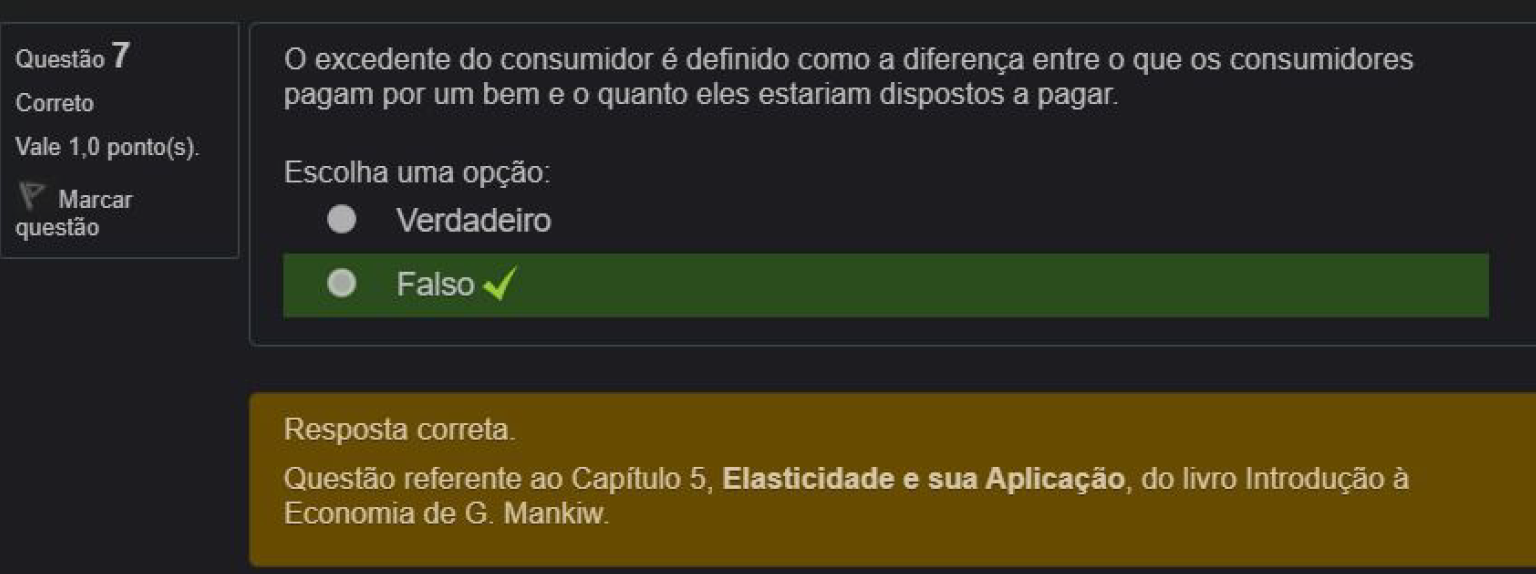 Questão 7
Correto
Vale 1,0 ponto(s).
Marcar
questão
O excedente do consumidor é definido como a diferença entre o que os consumidores
pagam por um bem e o quanto eles estariam dispostos a pagar.
Escolha uma opção:
Verdadeiro
Falso
Resposta correta.
Questão referente ao Capítulo 5, Elasticidade e sua Aplicação, do livro Introdução à
Economia de G. Mankiw.